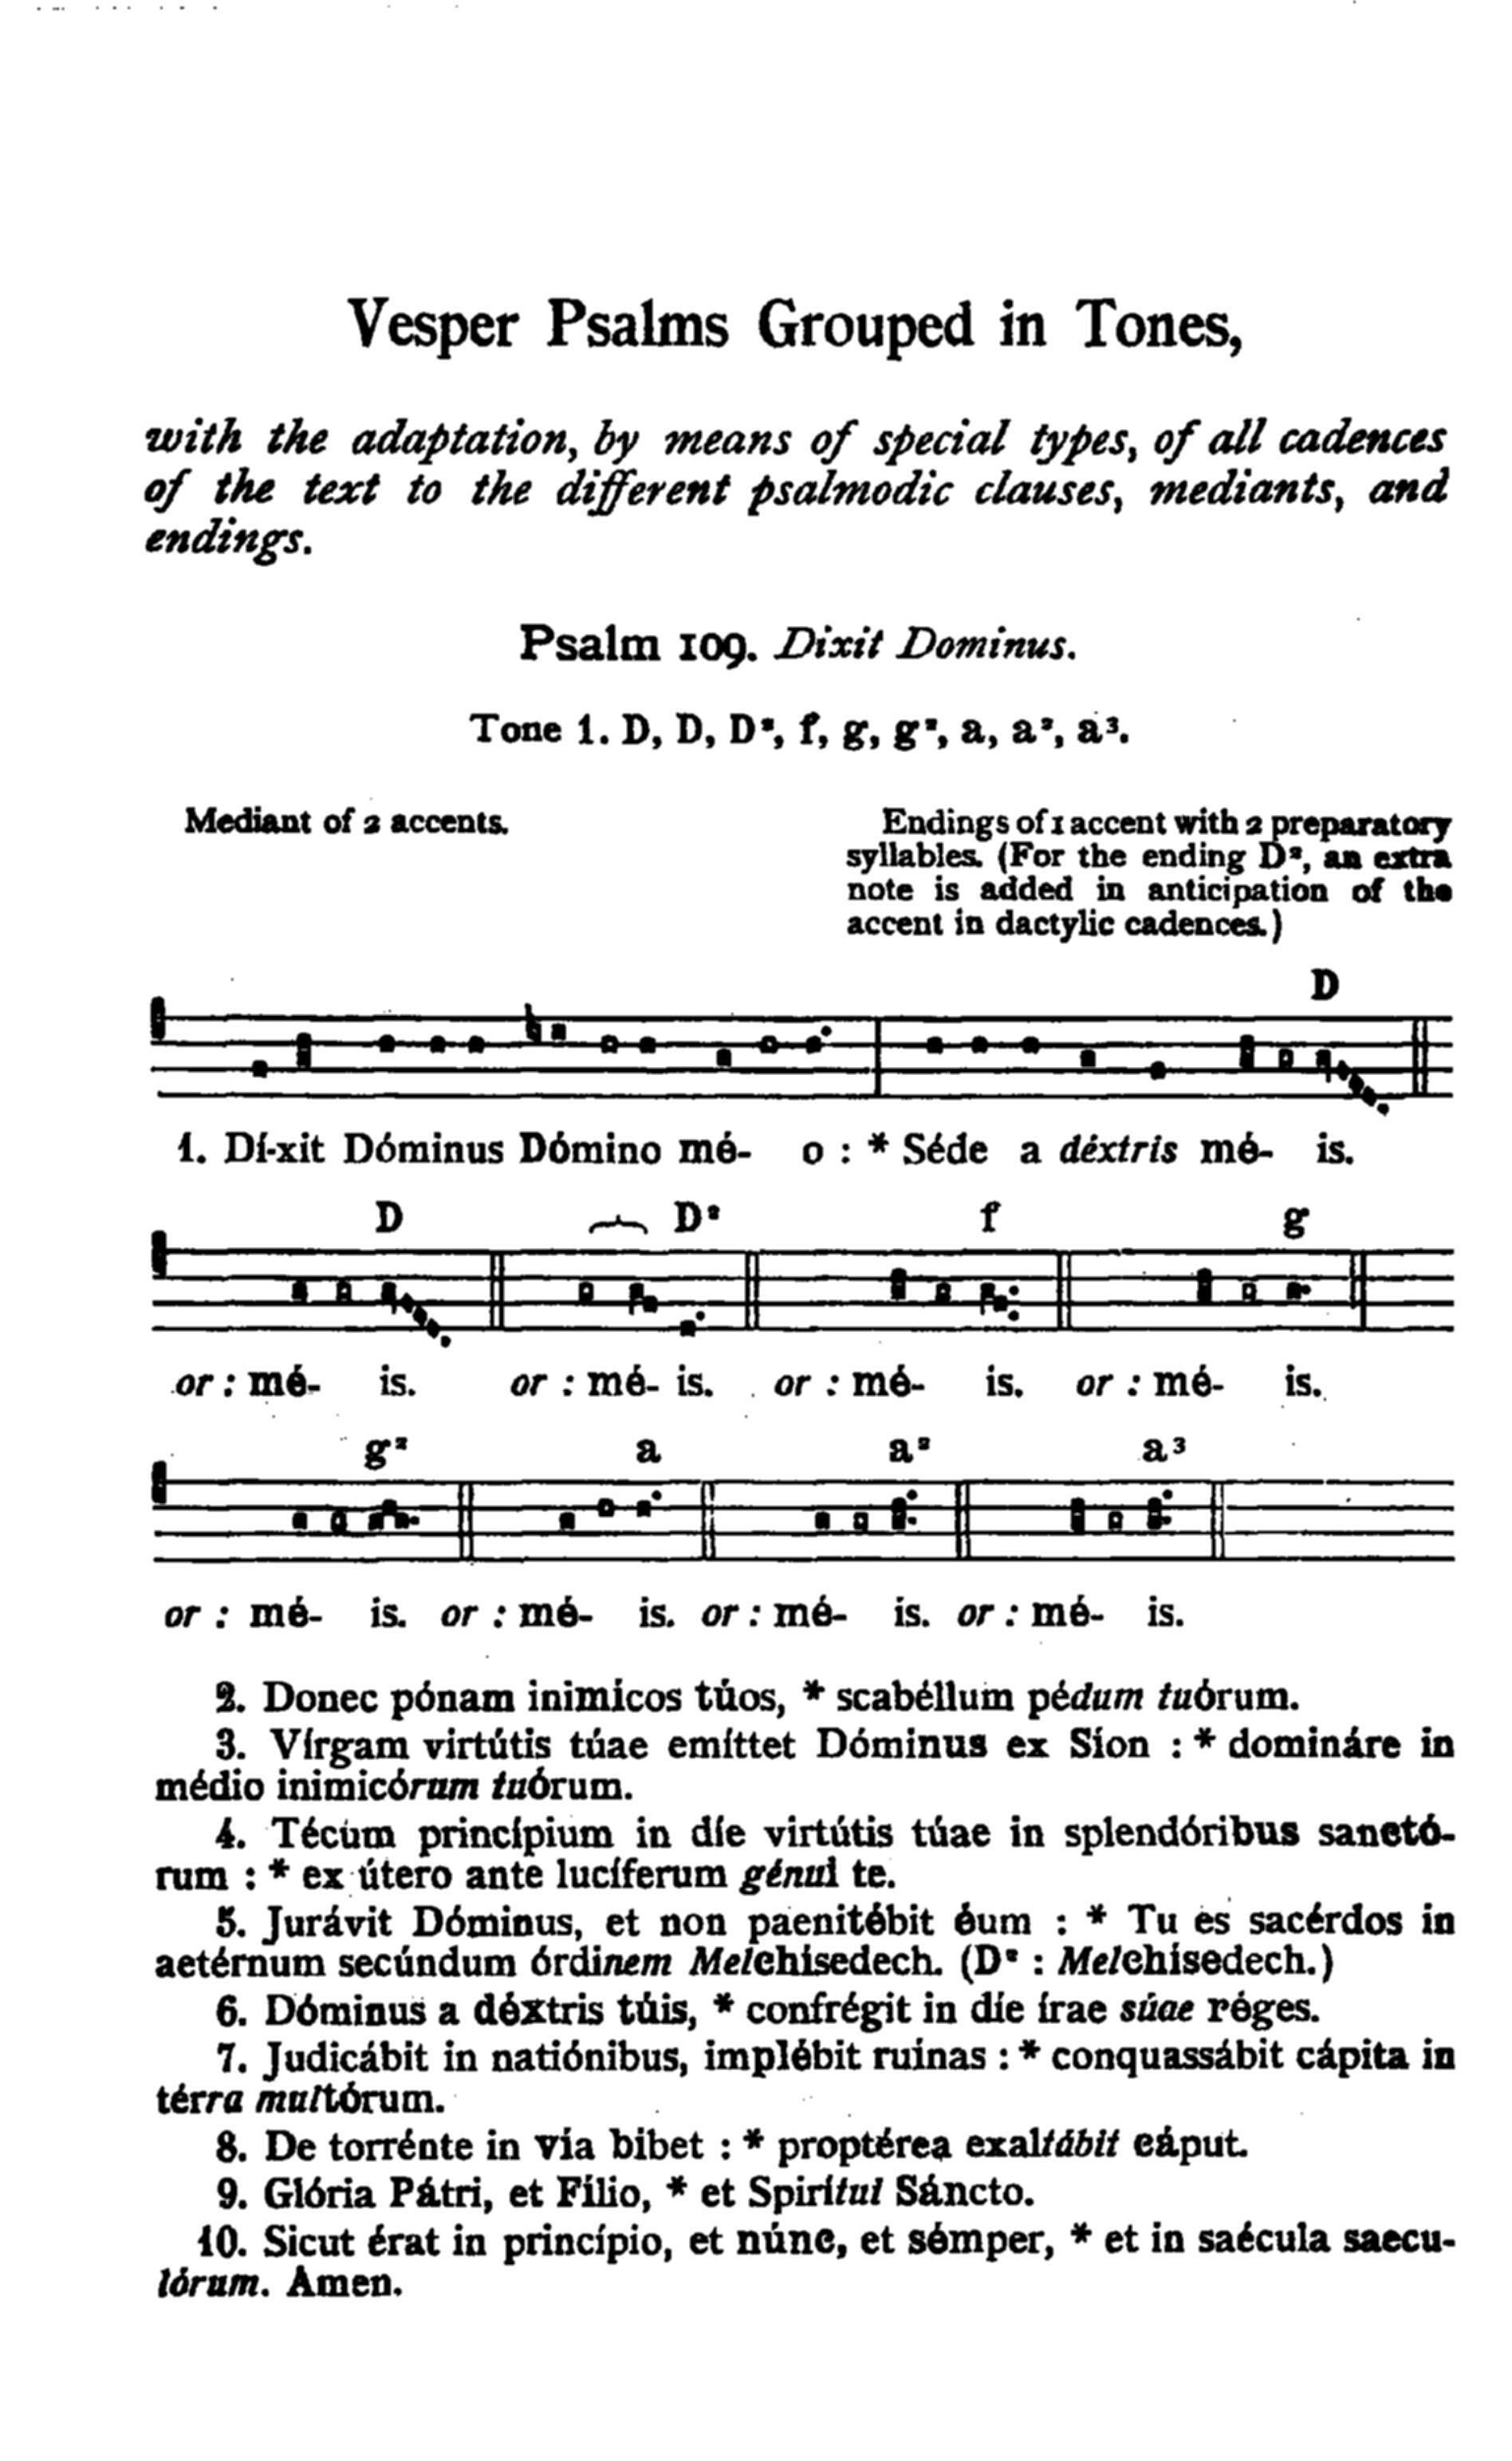 Vesper Psalms Grouped in Tones,
with the adaptation, by means of special types, of all cadences
of the text to the different psalmodic clauses, mediants, and
endings.
Psalm 109. Dixit Dominus.
Tone 1. D, D, D², f, g, g², a, a², a³.
Mediant of 2 accents.
Endings of 1 accent with 2 preparatory
syllables. (For the ending D², an extra
note is added in anticipation of the
accent in dactylic cadences.)
D
1. Dí-xit Dóminus Dómino mé- o : * Séde a déxtris mé- is.
D D² f g
or : mé- is. or : mé- is. or : mé- is. or : mé- is.
g² a a² a³
or : mé- is. or : mé- is. or : mé- is. or : mé- is.
2. Donec pónam inimícos túos, * scabéllum pédum tuórum.
3. Vírgam virtútis túae emíttet Dóminus ex Síon : * domináre in
médio inimicórum tuórum.
4. Técum princípium in díe virtútis túae in splendóribus sanctó-
rum : * ex útero ante lucíferum génui te.
5. Jurávit Dóminus, et non paenitébit éum : * Tu es sacérdos in
aetérnum secúndum órdinem Melchísedech. (D² : Melchísedech.)
6. Dóminus a déxtris túis, * confrégit in díe írae súae réges.
7. Judicábit in natiónibus, implébit ruínas : * conquassábit cápita in
térra multórum.
8. De torrénte in vía bibet : * proptérea exaltábit cáput.
9. Glória Pátri, et Fílio, * et Spirítui Sáncto.
10. Sicut érat in princípio, et núnc, et sémper, * et in saécula saecu-
lórum. Amen.